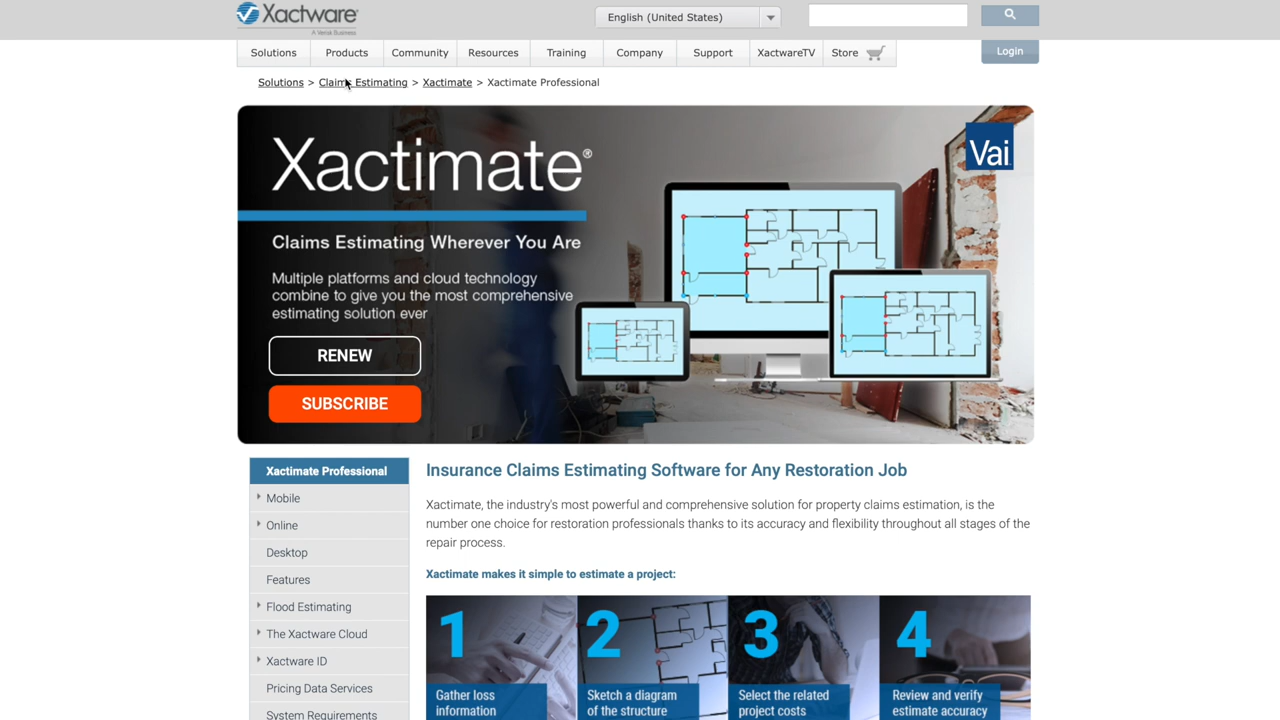 Xactware®
A Verisk Business
English (United States)
Solutions
Products
Community
Resources
Training
Company
Support
XactwareTV
Store
Login
Solutions > Claims Estimating > Xactimate > Xactimate Professional
Xactimate®
Vai
Claims Estimating Wherever You Are
Multiple platforms and cloud technology
combine to give you the most comprehensive
estimating solution ever
RENEW
SUBSCRIBE
Xactimate Professional
Mobile
Online
Desktop
Features
Flood Estimating
The Xactware Cloud
Xactware ID
Pricing Data Services
System Requirements
Insurance Claims Estimating Software for Any Restoration Job
Xactimate, the industry's most powerful and comprehensive solution for property claims estimation, is the
number one choice for restoration professionals thanks to its accuracy and flexibility throughout all stages of the
repair process.
Xactimate makes it simple to estimate a project:
1
Gather loss
information
2
Sketch a diagram
of the structure
3
Select the related
project costs
4
Review and verify
estimate accuracy